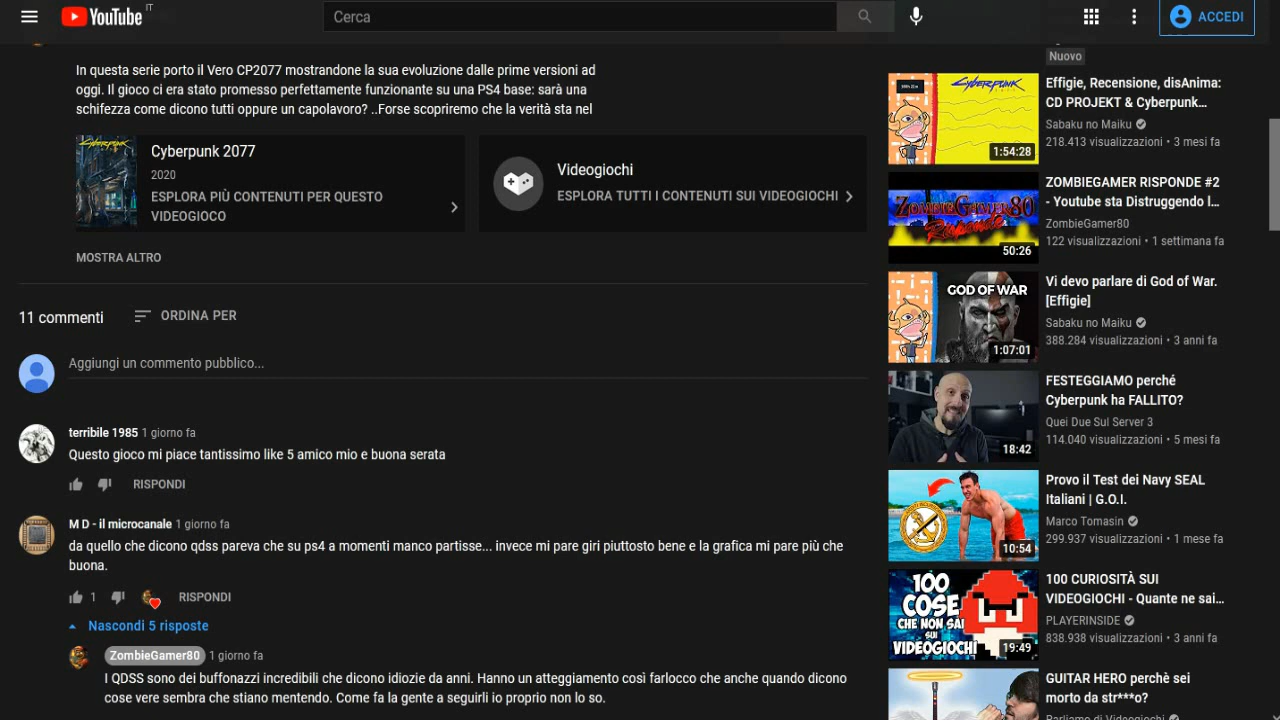 YouTube IT
Cerca
ACCEDI
In questa serie porto il Vero CP2077 mostrandone la sua evoluzione dalle prime versioni ad
oggi. Il gioco ci era stato promesso perfettamente funzionante su una PS4 base: sarà una
schifezza come dicono tutti oppure un capolavoro? ..Forse scopriremo che la verità sta nel
Cyberpunk 2077
2020
ESPLORA PIÙ CONTENUTI PER QUESTO
VIDEOGIOCO
Videogiochi
ESPLORA TUTTI I CONTENUTI SUI VIDEOGIOCHI
MOSTRA ALTRO
11 commenti
ORDINA PER
Aggiungi un commento pubblico...
terribile 1985 1 giorno fa
Questo gioco mi piace tantissimo like 5 amico mio e buona serata
RISPONDI
M D - il microcanale 1 giorno fa
da quello che dicono qdss pareva che su ps4 a momenti manco partisse... invece mi pare giri piuttosto bene e la grafica mi pare più che
buona.
1
RISPONDI
Nascondi 5 risposte
ZombieGamer80 1 giorno fa
I QDSS sono dei buffonazzi incredibili che dicono idiozie da anni. Hanno un atteggiamento così farlocco che anche quando dicono
cose vere sembra che stiano mentendo. Come fa la gente a seguirli io proprio non lo so.
Nuovo
CYBERPUNK
1:54:28
Effigie, Recensione, disAnima:
CD PROJEKT & Cyberpunk...
Sabaku no Maiku
218.413 visualizzazioni • 3 mesi fa
ZOMBIEGAMER80
Risponde
50:26
ZOMBIEGAMER RISPONDE #2
- Youtube sta Distruggendo l...
ZombieGamer80
122 visualizzazioni • 1 settimana fa
GOD OF WAR
1:07:01
Vi devo parlare di God of War.
[Effigie]
Sabaku no Maiku
388.284 visualizzazioni • 3 anni fa
18:42
FESTEGGIAMO perché
Cyberpunk ha FALLITO?
Quei Due Sul Server 3
114.040 visualizzazioni • 5 mesi fa
10:54
Provo il Test dei Navy SEAL
Italiani | G.O.I.
Marco Tomasin
299.937 visualizzazioni • 1 mese fa
100
COSE
CHE NON SAI
SUI
VIDEOGIOCHI
19:49
100 CURIOSITÀ SUI
VIDEOGIOCHI - Quante ne sai...
PLAYERINSIDE
838.938 visualizzazioni • 3 anni fa
GUITAR HERO perchè sei
morto da str***o?
Parliamo di Videogiochi